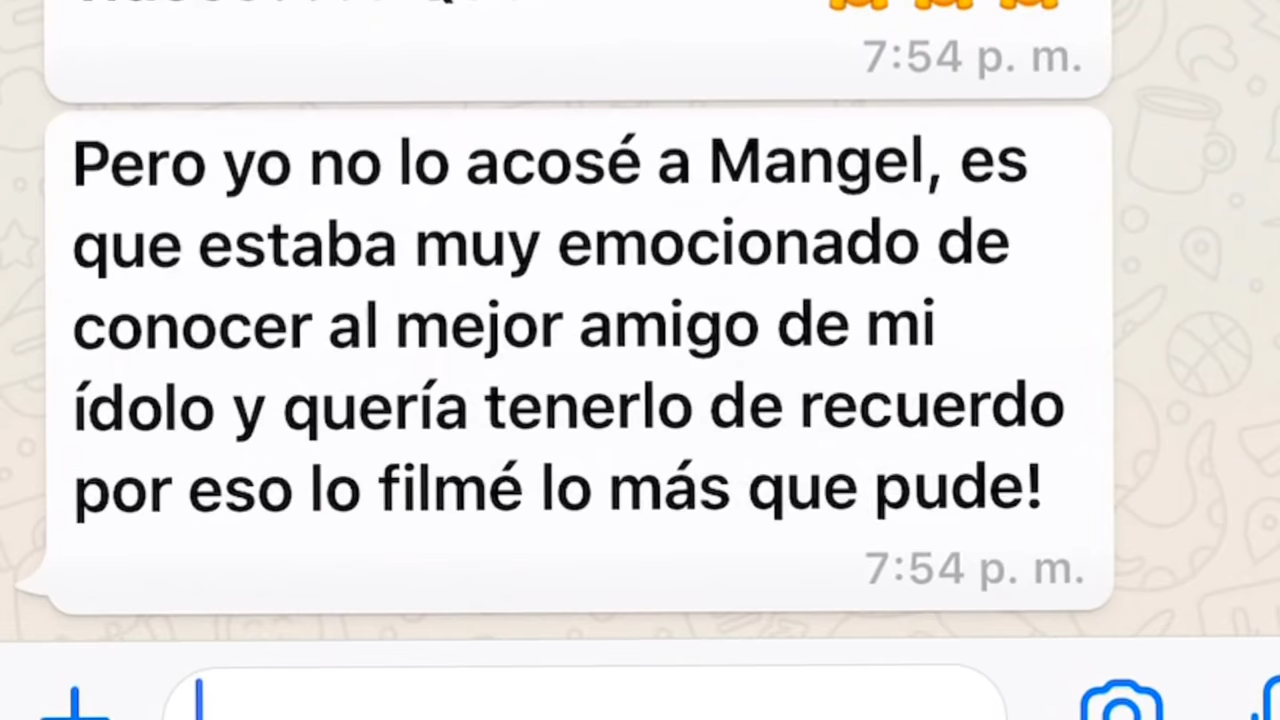 7:54 p. m.
Pero yo no lo acosé a Mangel, es
que estaba muy emocionado de
conocer al mejor amigo de mi
ídolo y quería tenerlo de recuerdo
por eso lo filmé lo más que pude!
7:54 p. m.